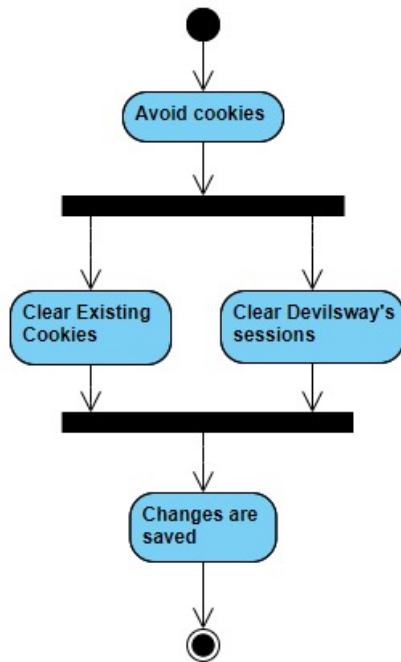 Avoid cookies
Clear Existing
Cookies
Clear Devilsway's
sessions
Changes are
saved